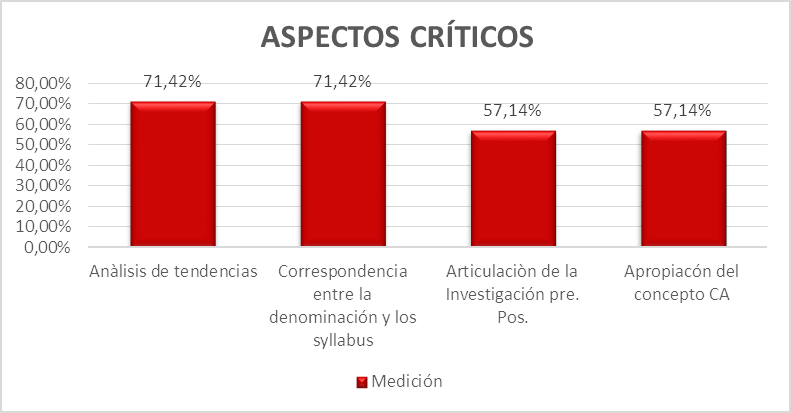 ASPECTOS CRÍTICOS
80,00%
70,00%
60,00%
50,00%
40,00%
30,00%
20,00%
10,00%
0,00%
71,42%
71,42%
57,14%
57,14%
Anàlisis de tendencias
Correspondencia
entre la
denominación y los
syllabus
Articulaciòn de la
Investigación pre.
Pos.
Apropiacón del
concepto CA
Medición